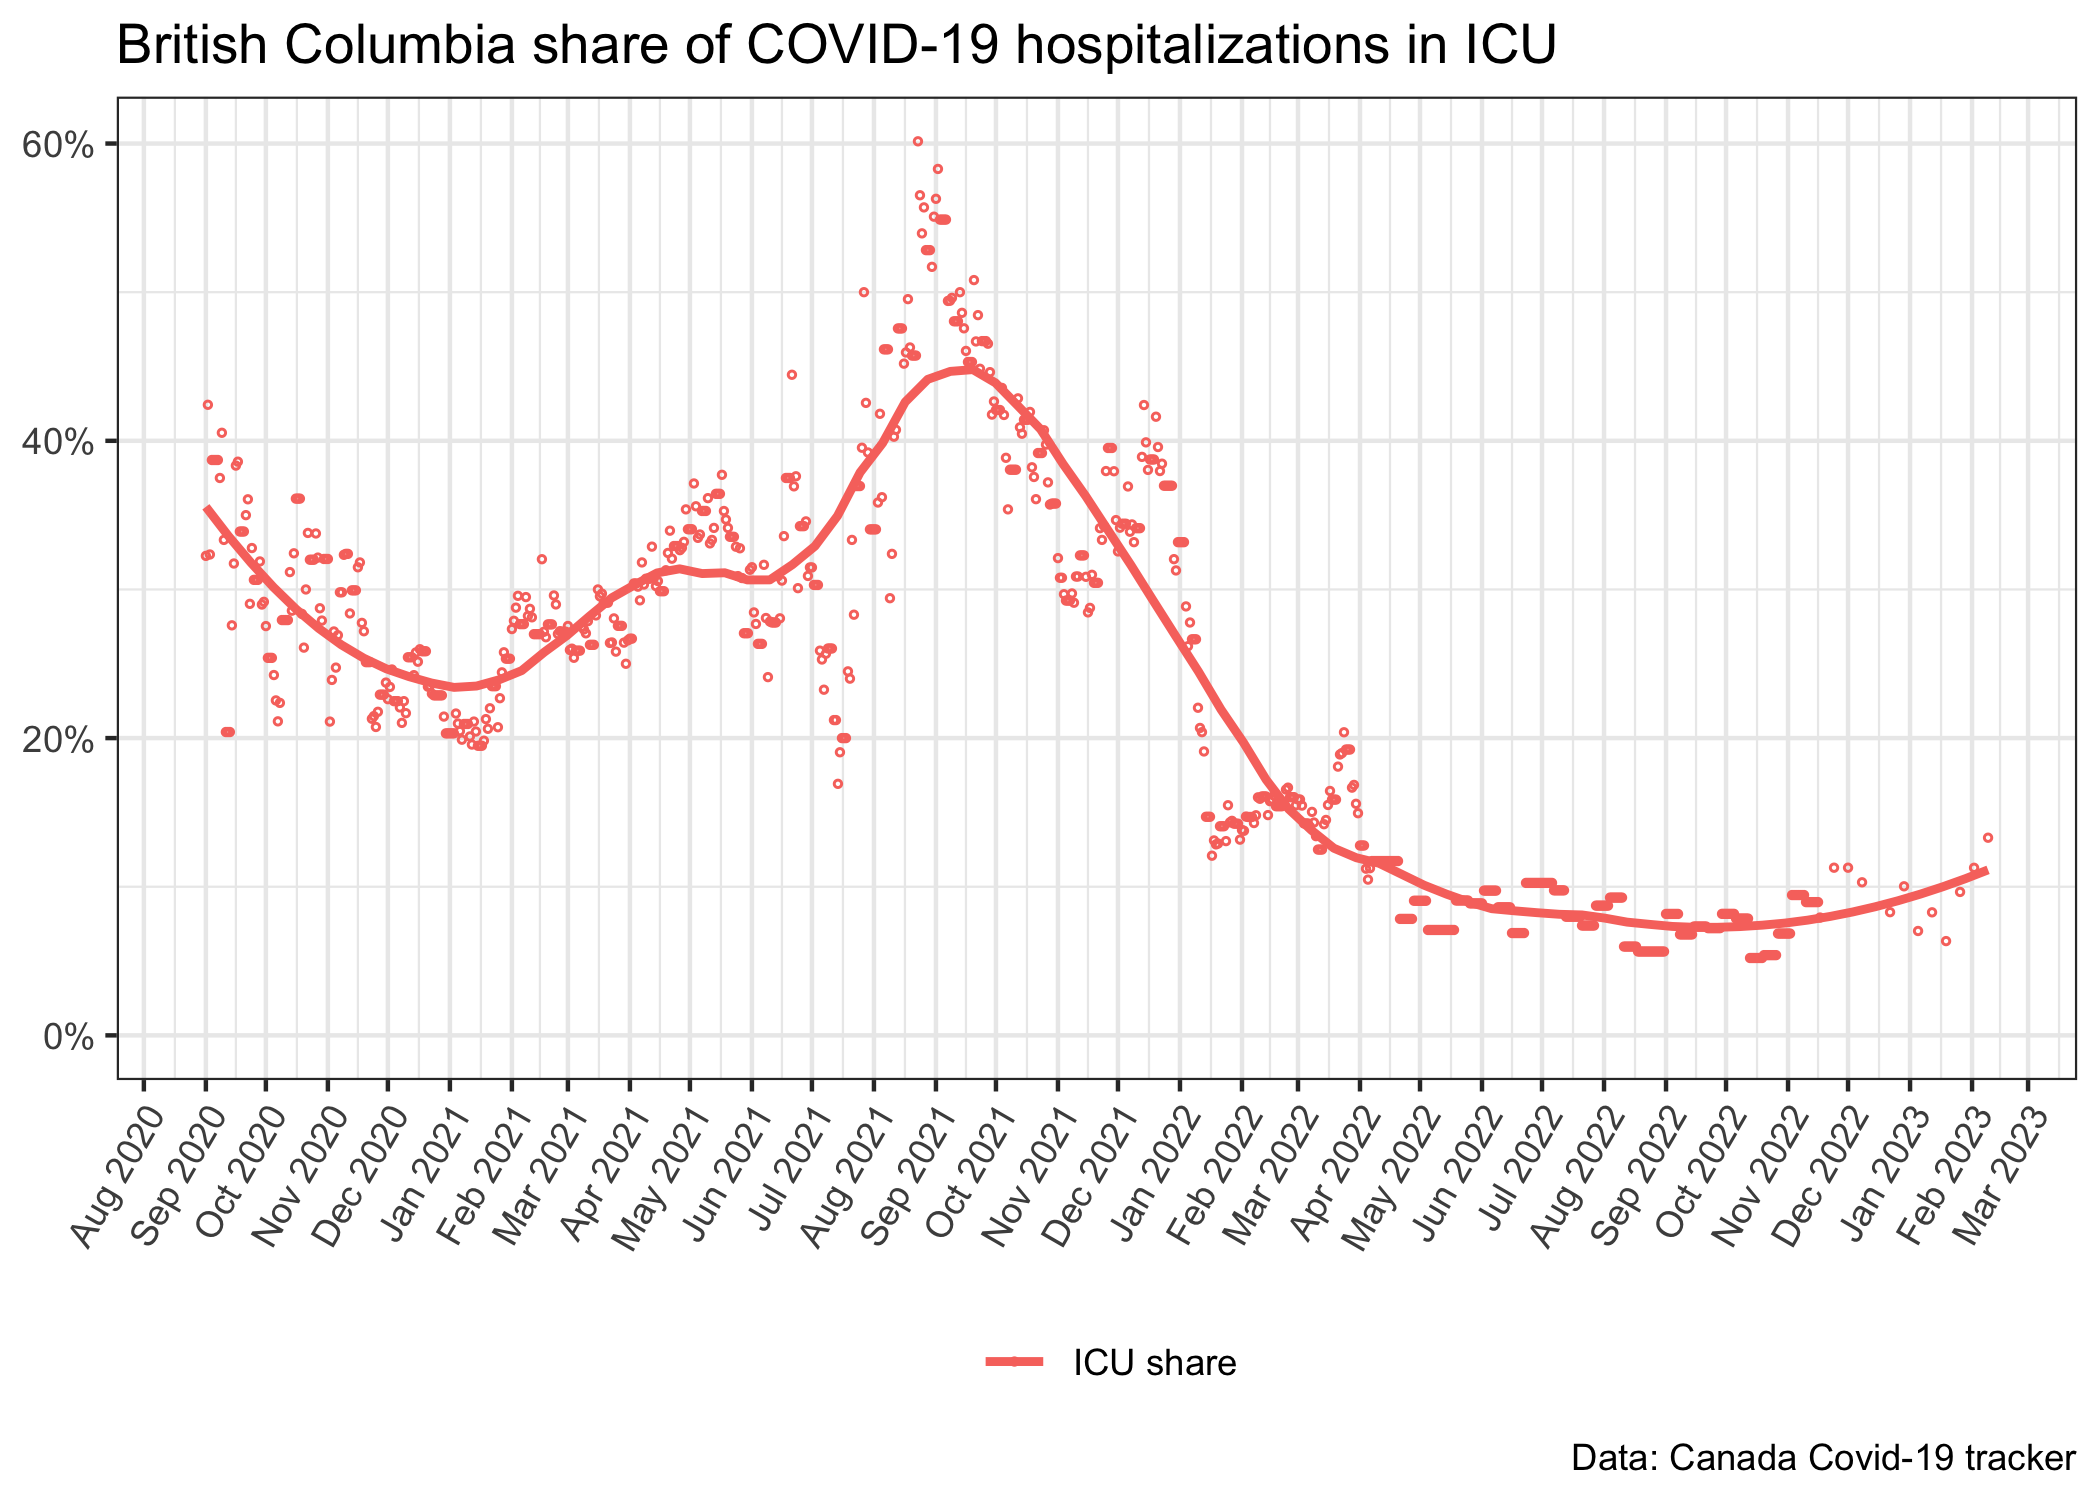 British Columbia share of COVID-19 hospitalizations in ICU
60%
40%
20%
0%
Aug 2020
Sep 2020
Oct 2020
Nov 2020
Dec 2020
Jan 2021
Feb 2021
Mar 2021
Apr 2021
May 2021
Jun 2021
Jul 2021
Aug 2021
Sep 2021
Oct 2021
Nov 2021
Dec 2021
Jan 2022
Feb 2022
Mar 2022
Apr 2022
May 2022
Jun 2022
Jul 2022
Aug 2022
Sep 2022
Oct 2022
Nov 2022
Dec 2022
Jan 2023
Feb 2023
Mar 2023
ICU share
Data: Canada Covid-19 tracker